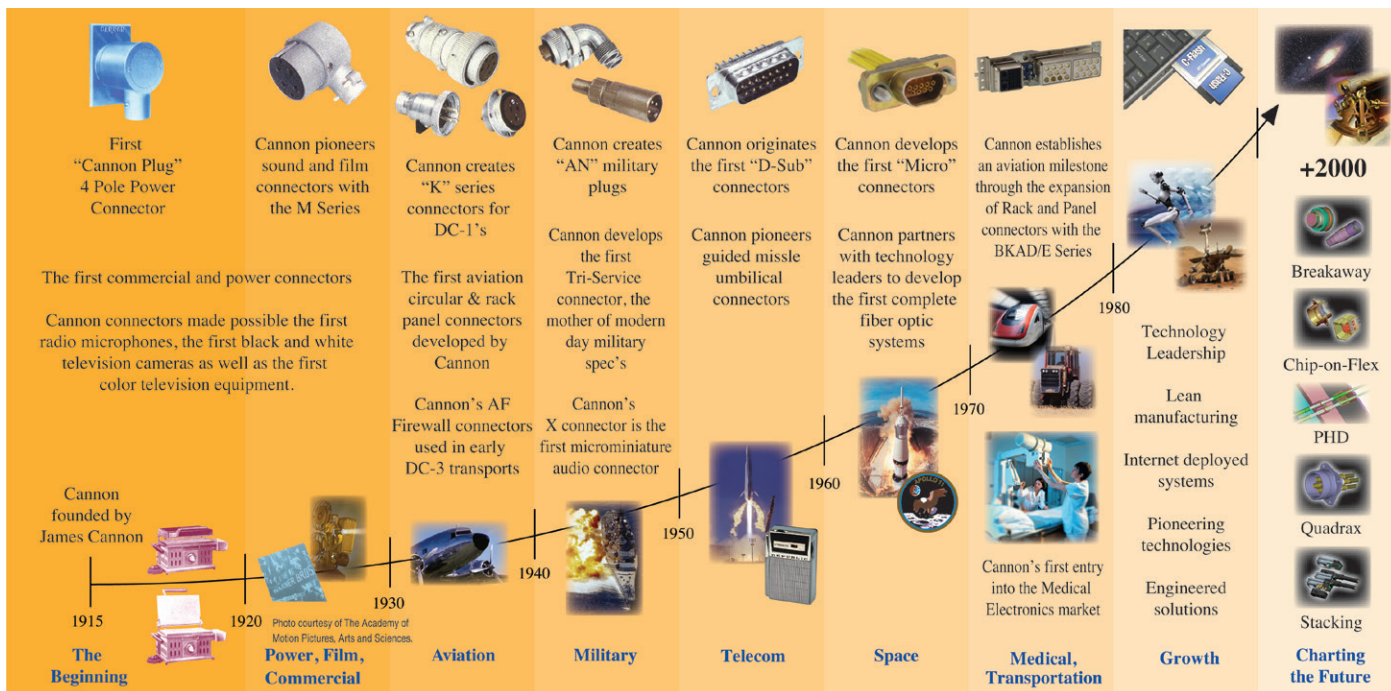 First
“Cannon Plug”
4 Pole Power
Connector
Cannon pioneers
sound and film
connectors with
the M Series
The first commercial and power connectors
Cannon connectors made possible the first
radio microphones, the first black and white
television cameras as well as the first
color television equipment.
Cannon
founded by
James Cannon
1915
The
Beginning
1920
Photo courtesy of The Academy of
Motion Pictures, Arts and Sciences.
Power, Film,
Commercial
1930
Cannon creates
“K” series
connectors for
DC-1’s
The first aviation
circular & rack
panel connectors
developed by
Cannon
Cannon’s AF
Firewall connectors
used in early
DC-3 transports
Aviation
1940
Cannon creates
“AN” military
plugs
Cannon develops
the first
Tri-Service
connector, the
mother of modern
day military
spec’s
Cannon’s
X connector is the
first microminiature
audio connector
Military
1950
Cannon originates
the first “D-Sub”
connectors
Cannon pioneers
guided missle
umbilical
connectors
Telecom
1960
Cannon develops
the first “Micro”
connectors
Cannon partners
with technology
leaders to develop
the first complete
fiber optic
systems
APOLLO 11
Space
1970
Cannon establishes
an aviation milestone
through the expansion
of Rack and Panel
connectors with the
BKAD/E Series
Cannon’s first entry
into the Medical
Electronics market
Medical,
Transportation
1980
C-Flash
C-Flash
Technology
Leadership
Lean
manufacturing
Internet deployed
systems
Pioneering
technologies
Engineered
solutions
Growth
+2000
Breakaway
Chip-on-Flex
PHD
Quadrax
Stacking
Charting
the Future